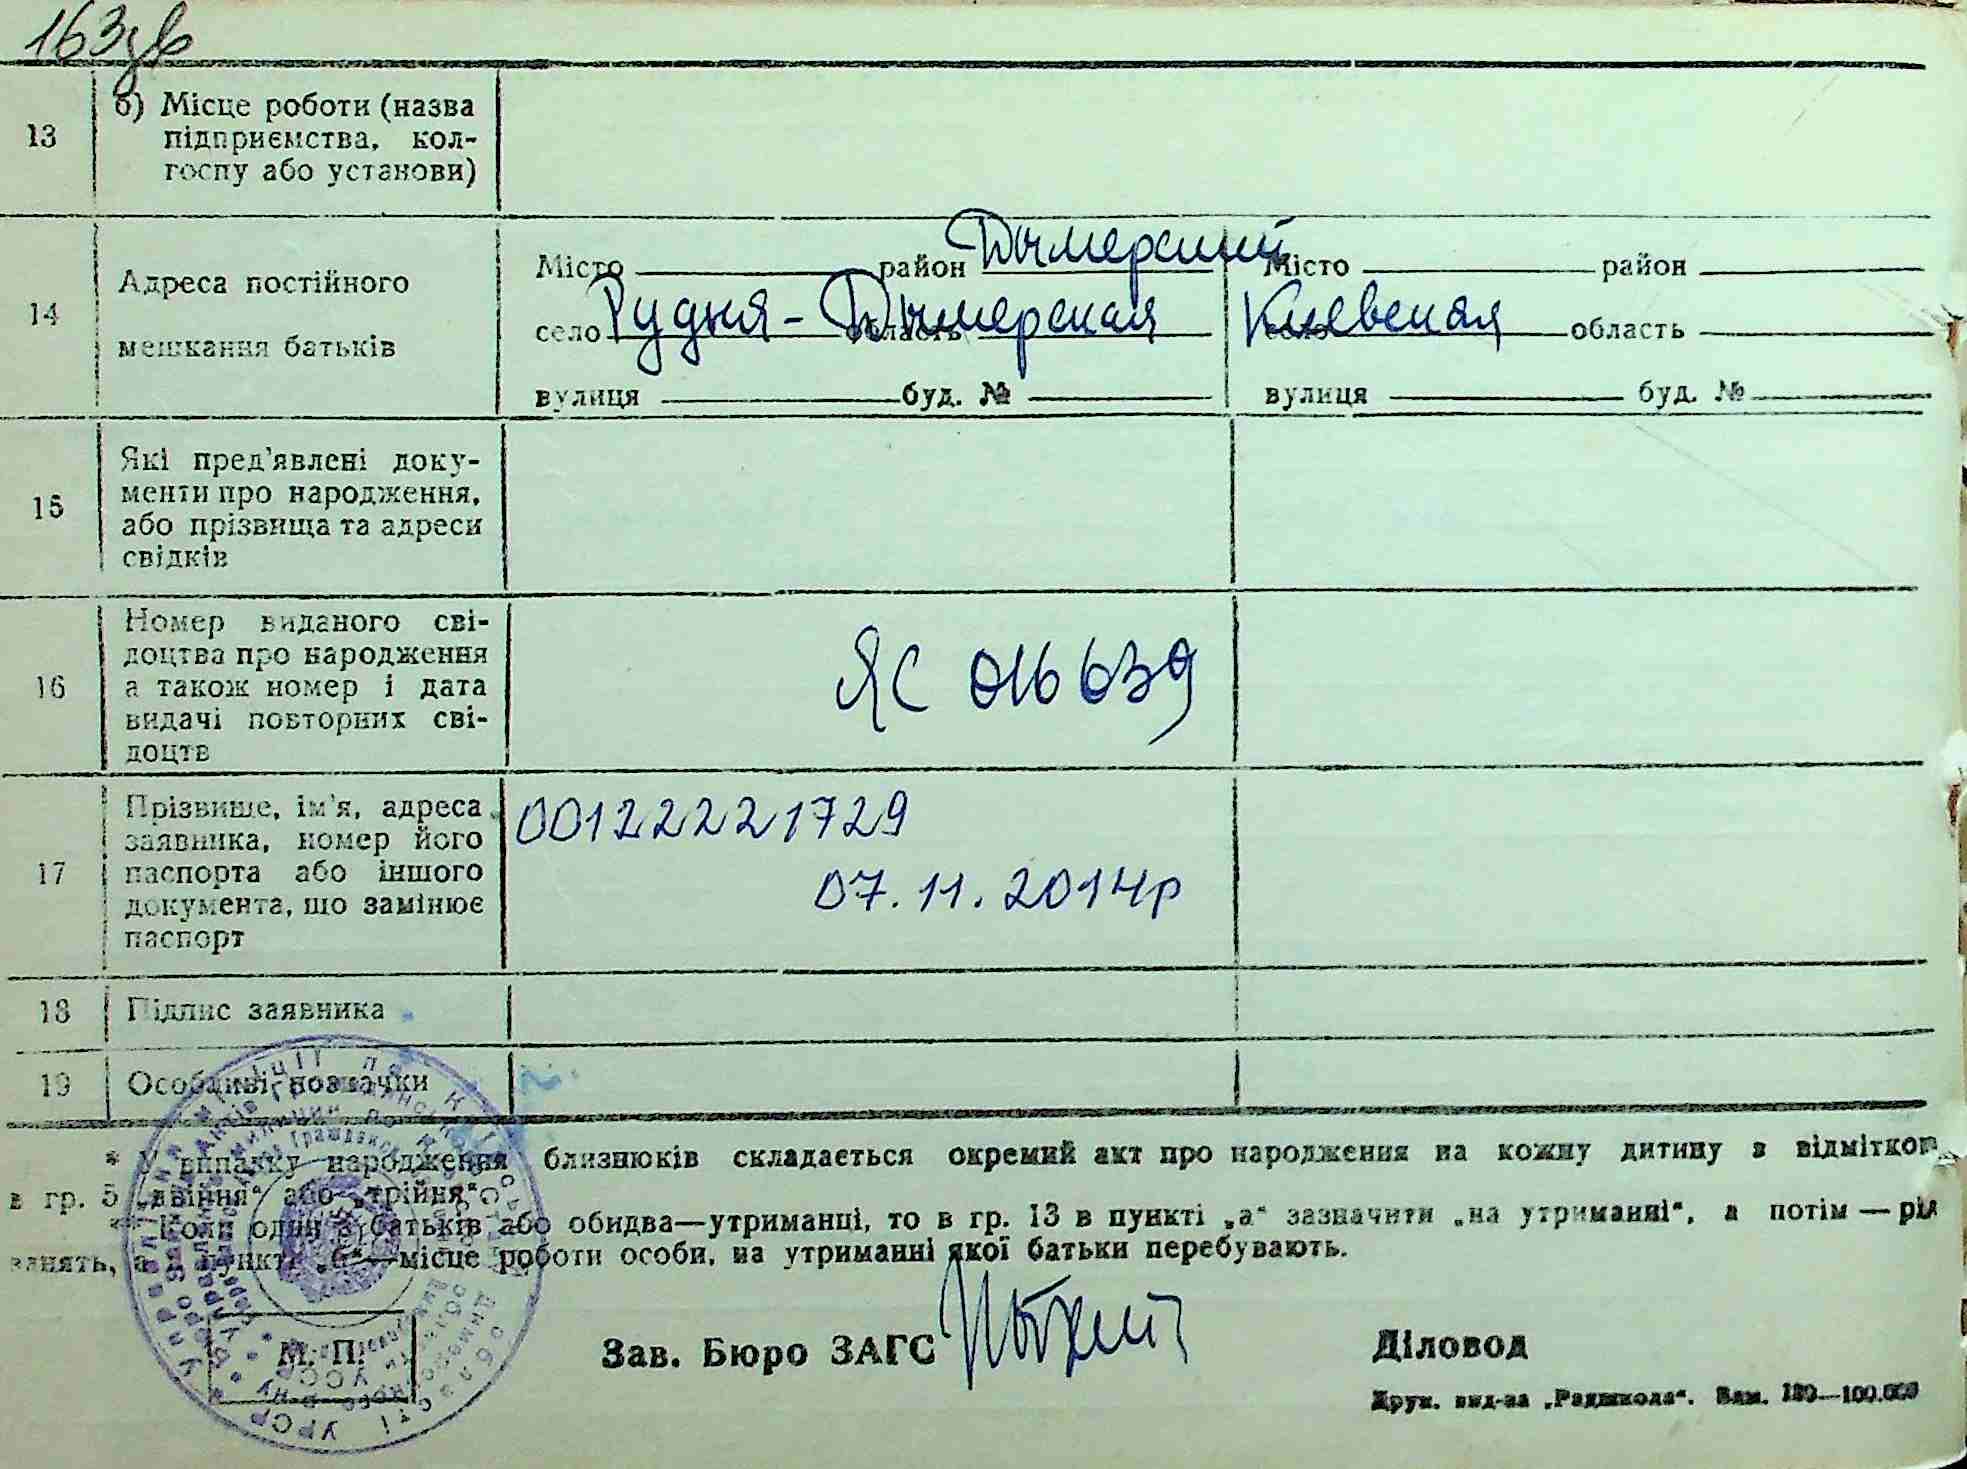 163зв
13
б) Місце роботи (назва
підприємства, кол-
госпу або установи)
14
Адреса постійного
мешкання батьків
Місто район Дымерский
село Рудня-Дымерская область
вулиця буд. №
Місто район
село Киевская область
вулиця буд. №
15
Які пред'явлені доку-
менти про народження,
або прізвища та адреси
свідків
16
Номер виданого сві-
доцтва про народження
а також номер і дата
видачі повторних сві-
доцтв
ЯС 016639
17
Прізвище, ім'я, адреса
заявника, номер його
паспорта або іншого
документа, що замінює
паспорт
00122221729
07.11.2014р
18
Підпис заявника
19
Особливі позначки
* У випадку народження близнюків складається окремий акт про народження на кожну дитину з відміткою
в гр. 5 „двійня“ або „трійня“.
** Коли один з батьків або обидва—утриманці, то в гр. 13 в пункті „а“ зазначити „на утриманні“, а потім — рід
занять, а в пункті „б“—місце роботи особи, на утриманні якої батьки перебувають.
М. П.
Зав. Бюро ЗАГС
Діловод
Друк. вид-ва „Радшкола“. Зам. 180—100.000